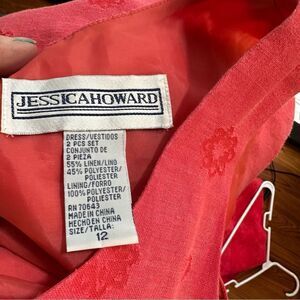 JESSICAHOWARD
DRESS/VESTIDOS
2 PCS SET
CONJUNTO DE
2 PIEZA
55% LINEN/LINO
45% POLYESTER/
POLIESTER
LINING/FORRO
100% POLYESTER/
POLIESTER
RN 70643
MADE IN CHINA
HECHO EN CHINA
SIZE/TALLA:
12